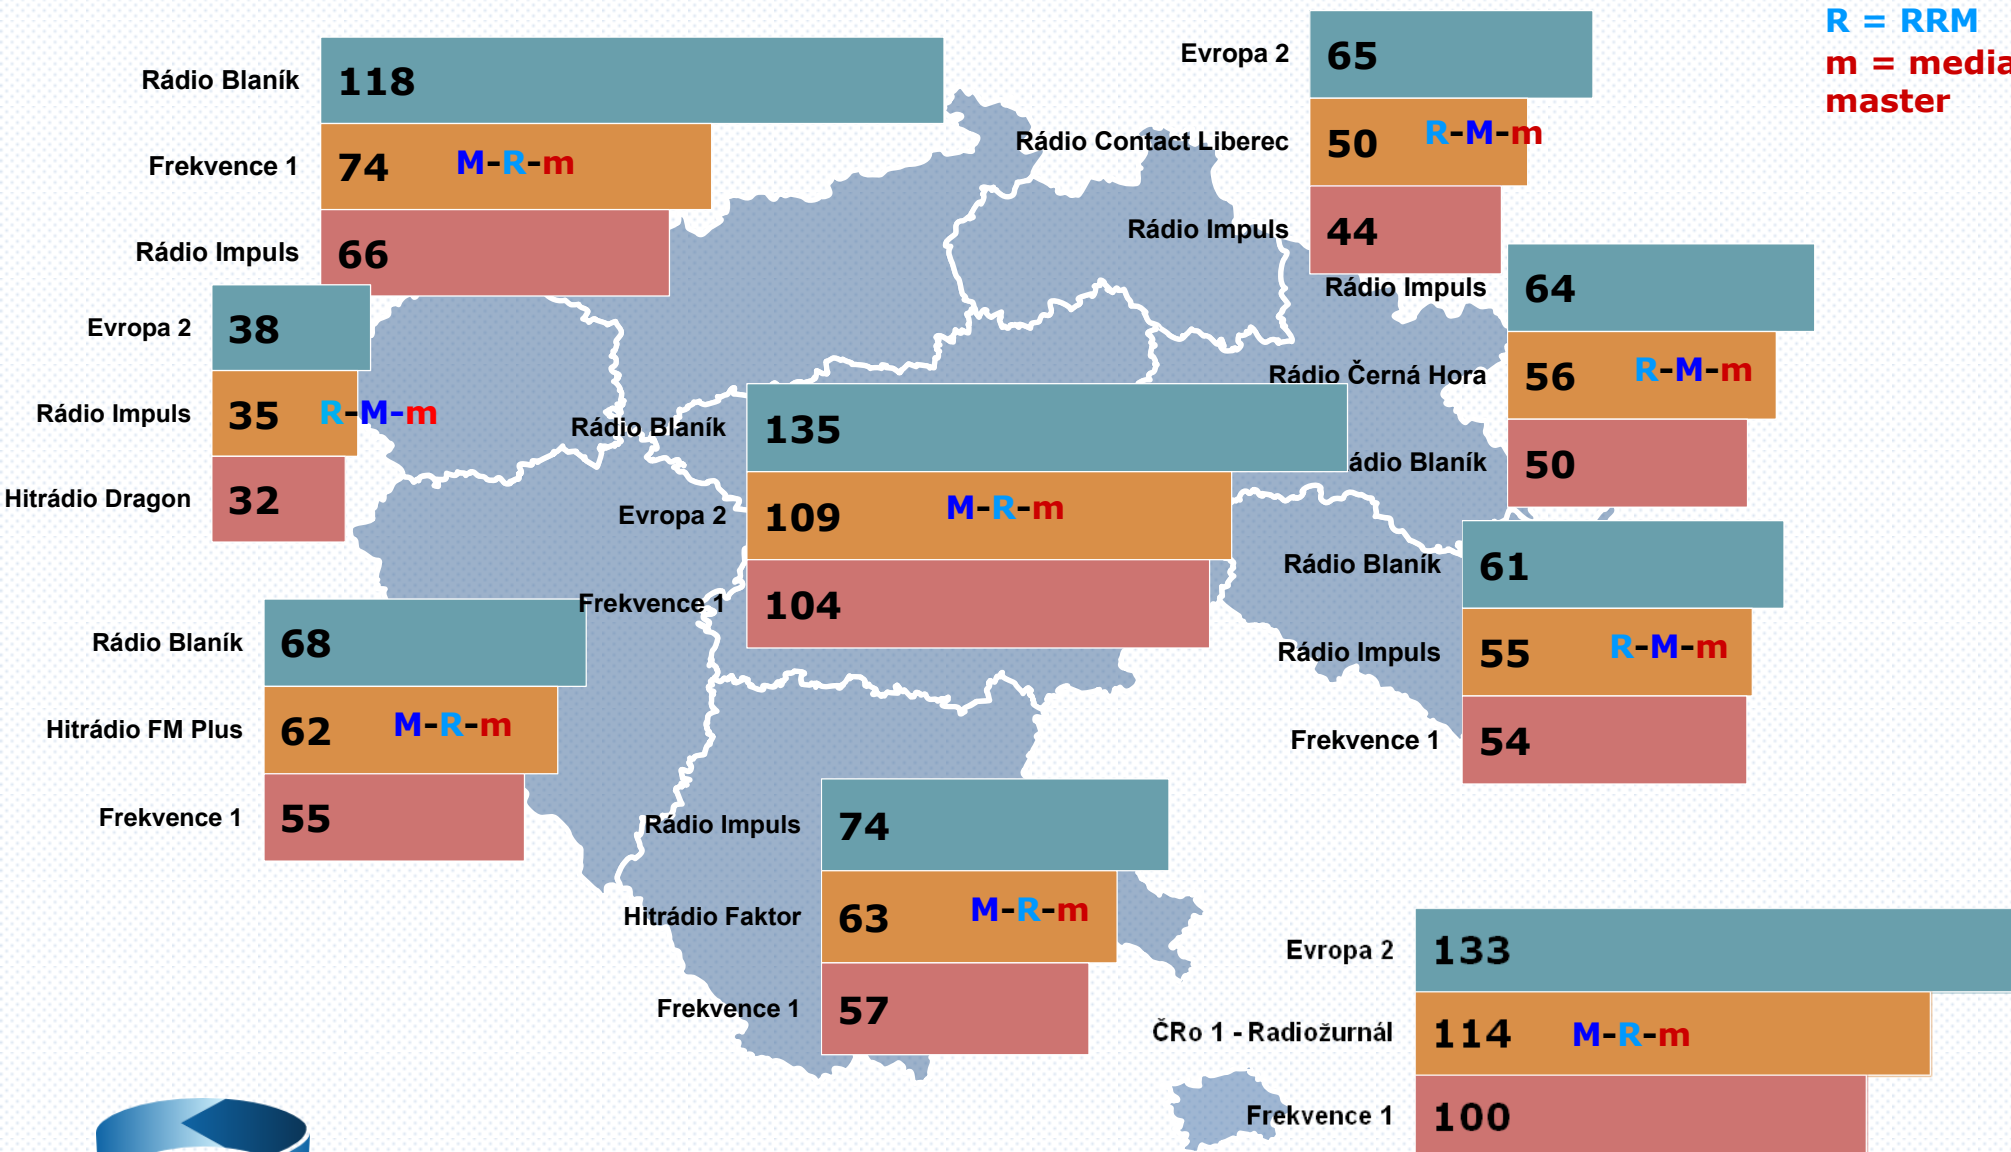 R = RRM
m = media
master
Rádio Blaník 118
Frekvence 1 74 M-R-m
Rádio Impuls 66
Evropa 2 65
Rádio Contact Liberec 50 R-M-m
Rádio Impuls 44
Evropa 2 38
Rádio Impuls 35 R-M-m
Hitrádio Dragon 32
Rádio Impuls 64
Rádio Černá Hora 56 R-M-m
ádio Blaník 50
Rádio Blaník 135
Evropa 2 109 M-R-m
Frekvence 1 104
Rádio Blaník 61
Rádio Impuls 55 R-M-m
Frekvence 1 54
Rádio Blaník 68
Hitrádio FM Plus 62 M-R-m
Frekvence 1 55
Rádio Impuls 74
Hitrádio Faktor 63 M-R-m
Frekvence 1 57
Evropa 2 133
ČRo 1 - Radiožurnál 114 M-R-m
Frekvence 1 100